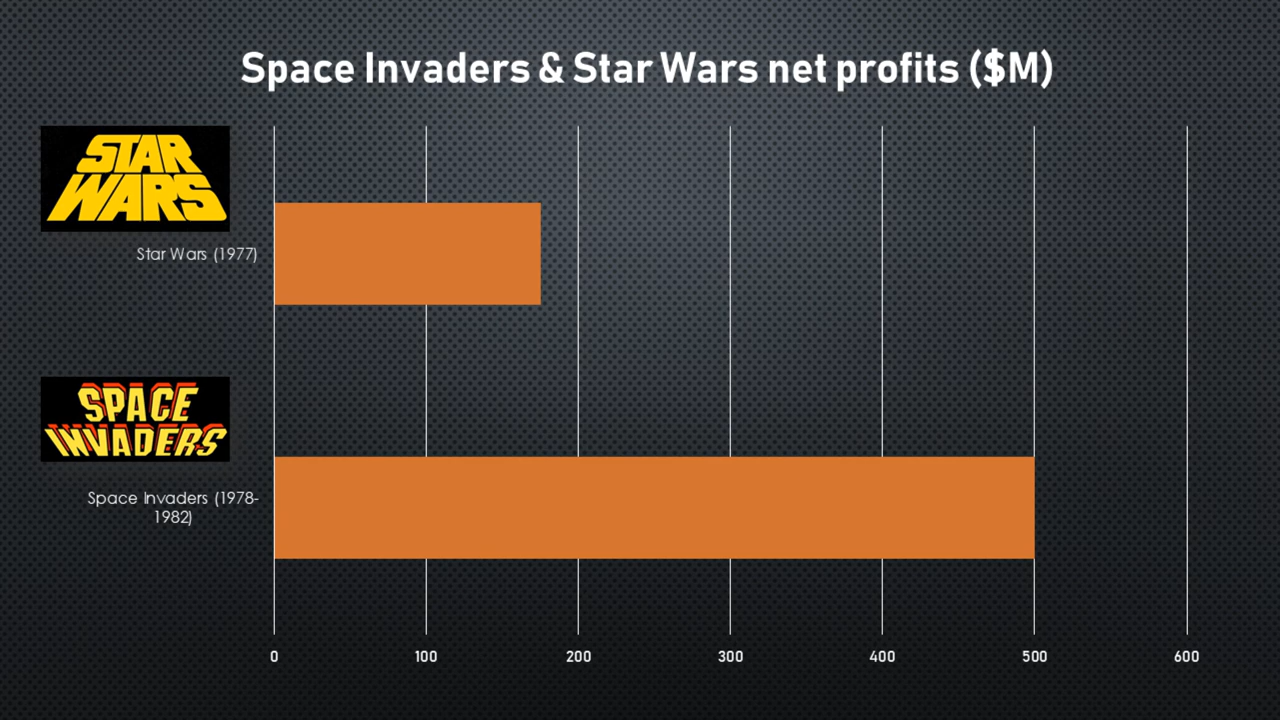 Space Invaders & Star Wars net profits ($M)
STAR
WARS
Star Wars (1977)
SPACE
INVADERS
Space Invaders (1978-
1982)
0 100 200 300 400 500 600